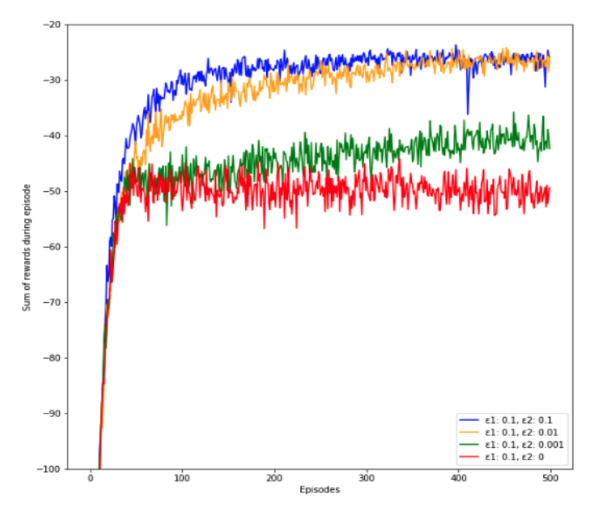 −20
−30
−40
−50
−60
−70
−80
−90
−100
Sum of rewards during episode
0 100 200 300 400 500
Episodes
ε1: 0.1, ε2: 0.1
ε1: 0.1, ε2: 0.01
ε1: 0.1, ε2: 0.001
ε1: 0.1, ε2: 0